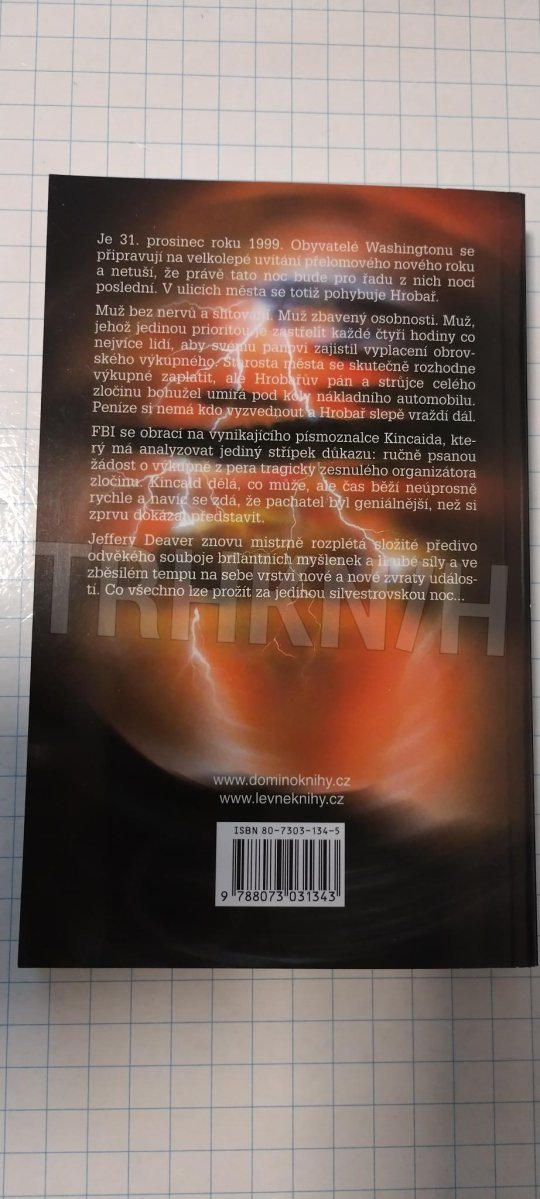 Je 31. prosinec roku 1999. Obyvatelé Washingtonu se
připravují na velkolepé uvítání přelomového nového roku
a netuší, že právě tato noc bude pro řadu z nich nocí
poslední. V ulicích města se totiž pohybuje Hrobař.
Muž bez nervů a slitování. Muž zbavený osobnosti. Muž,
jehož jedinou prioritou je zastřelit každé čtyři hodiny co
nejvíce lidí, aby svému pánovi zajistil vyplacení obrov-
ského výkupného. Starosta města se skutečně rozhodne
výkupné zaplatit, ale Hrobařův pán a strůjce celého
zločinu bohužel umírá pod koly nákladního automobilu.
Peníze si nemá kdo vyzvednout a Hrobař slepě vraždí dál.
FBI se obrací na vynikajícího písmoznalce Kincaida, kte-
rý má analyzovat jediný střípek důkazu: ručně psanou
žádost o výkupné z pera tragicky zesnulého organizátora
zločinu. Kincaid dělá, co může, ale čas běží neúprosně
rychle a navíc se zdá, že pachatel byl geniálnější, než si
zprvu dokázal představit.
Jeffery Deaver znovu mistrně rozplétá složité předivo
odvěkého souboje brilantních myšlenek a hrubé síly a ve
zběsilém tempu na sebe vrství nové a nové zvraty událos-
tí. Co všechno lze prožít za jedinou silvestrovskou noc...
TRHKNIH
www.dominoknihy.cz
www.levneknihy.cz
ISBN 80-7303-134-5
9 788073 031343